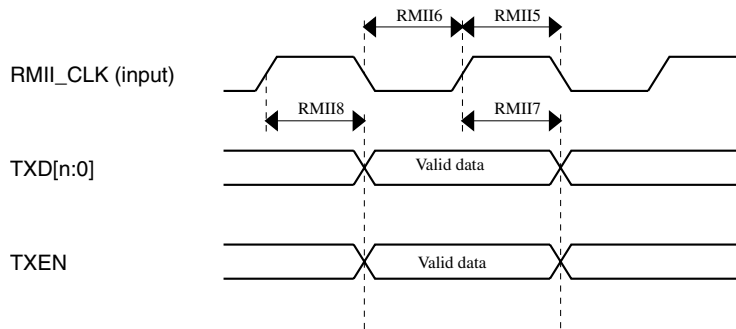 RMII6 RMII5
RMII_CLK (input)
RMII8 RMII7
TXD[n:0] Valid data
TXEN Valid data